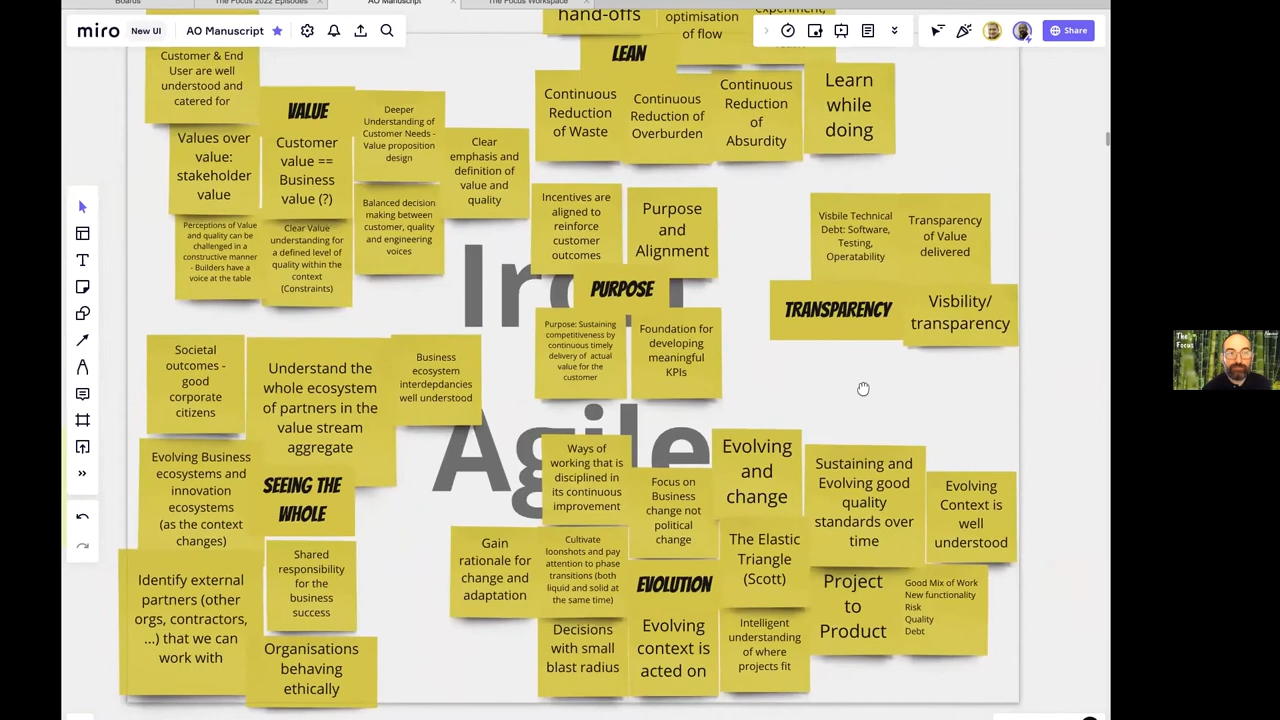 Boards
The Focus 2022 Episodes
AO Manuscript
The Focus Workspace
miro
New UI
AO Manuscript
Share
hand-offs
optimisation
of flow
Customer & End
User are well
understood and
catered for
VALUE
Values over
value:
stakeholder
value
Customer
value ==
Business
value (?)
Deeper
Understanding of
Customer Needs -
Value proposition
design
Clear
emphasis and
definition of
value and
quality
Perceptions of Value
and quality can be
challenged in a
constructive manner
- Builders have a
voice at the table
Clear Value
understanding for
a defined level of
quality within the
context
(Constraints)
Balanced decision
making between
customer, quality
and engineering
voices
LEAN
Continuous
Reduction
of Waste
Continuous
Reduction of
Overburden
Continuous
Reduction
of
Absurdity
Learn
while
doing
Incentives are
aligned to
reinforce
customer
outcomes
Purpose
and
Alignment
PURPOSE
Purpose: Sustaining
competitiveness by
continuous timely
delivery of actual
value for the
customer
Foundation for
developing
meaningful
KPIs
Visbile Technical
Debt: Software,
Testing,
Operatability
Transparency
of Value
delivered
TRANSPARENCY
Visbility/
transparency
Agile
Societal
outcomes -
good
corporate
citizens
Understand the
whole ecosystem
of partners in the
value stream
aggregate
Business
ecosystem
interdepdancies
well understood
Evolving Business
ecosystems and
innovation
ecosystems
(as the context
changes)
SEEING THE
WHOLE
Identify external
partners (other
orgs, contractors,
...) that we can
work with
Shared
responsibility
for the
business
success
Organisations
behaving
ethically
Ways of
working that is
disciplined in
its continuous
improvement
Focus on
Business
change not
political
change
Evolving
and
change
Sustaining and
Evolving good
quality
standards over
time
Evolving
Context is
well
understood
Gain
rationale for
change and
adaptation
Cultivate
loonshots and pay
attention to phase
transitions (both
liquid and solid at
the same time)
EVOLUTION
The Elastic
Triangle
(Scott)
Project
to
Product
Good Mix of Work
New functionality
Risk
Quality
Debt
Decisions
with small
blast radius
Evolving
context is
acted on
Intelligent
understanding
of where
projects fit
The
Focus